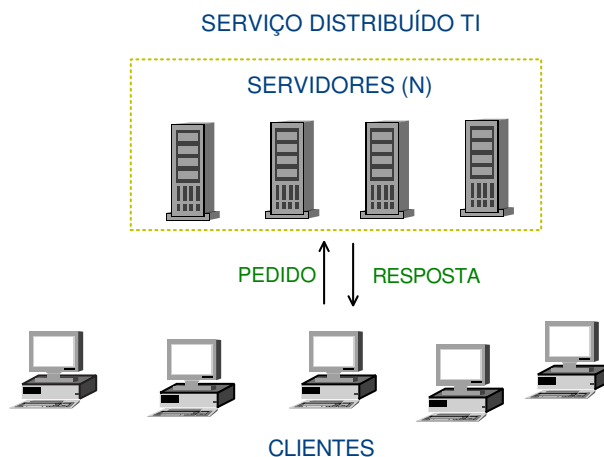 SERVIÇO DISTRIBUÍDO TI
SERVIDORES (N)
PEDIDO
RESPOSTA
CLIENTES